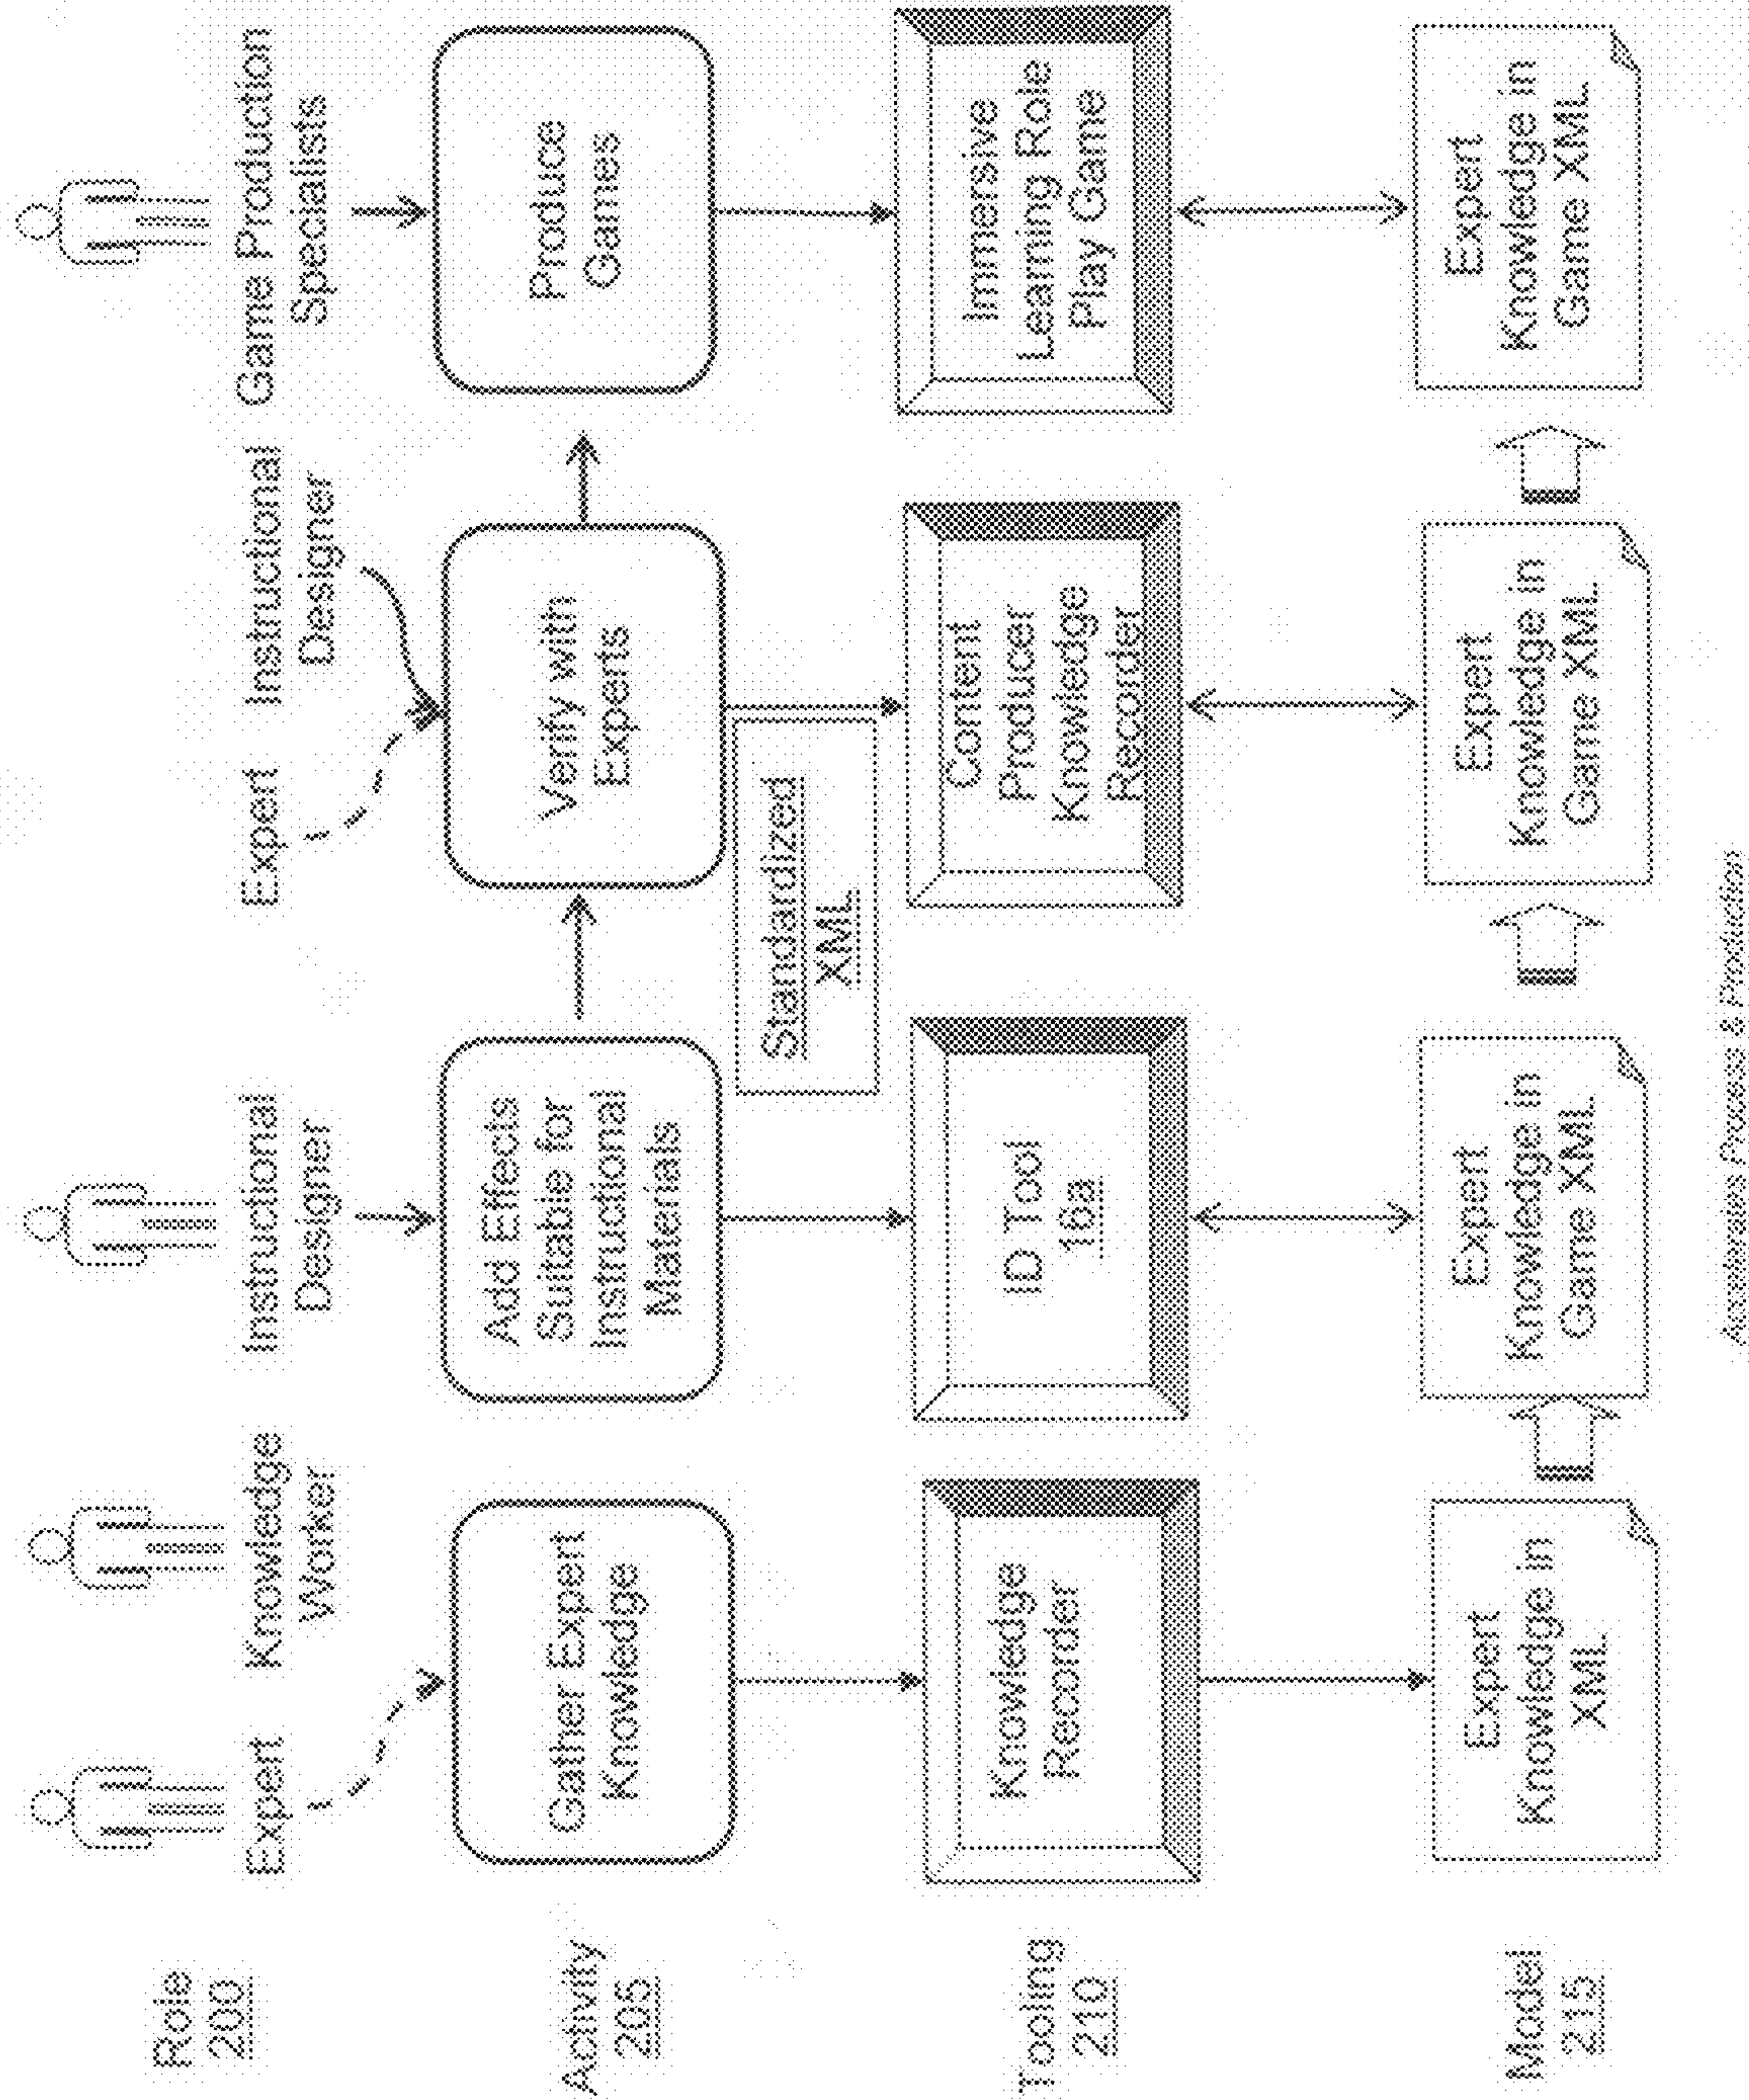 Role
200
Expert
Knowledge
Worker
Instructional
Designer
Expert
Instructional
Designer
Game Production
Specialists
Activity
205
Gather Expert
Knowledge
Add Effects
Suitable for
Instructional
Materials
Verify with
Experts
Produce
Games
Standardized
XML
Tooling
210
Knowledge
Recorder
ID Tool
16a
Content
Producer
Knowledge
Recorder
Immersive
Learning Role
Play Game
Model
215
Expert
Knowledge in
XML
Expert
Knowledge in
Game XML
Expert
Knowledge in
Game XML
Expert
Knowledge in
Game XML
Accelerates Process & Production